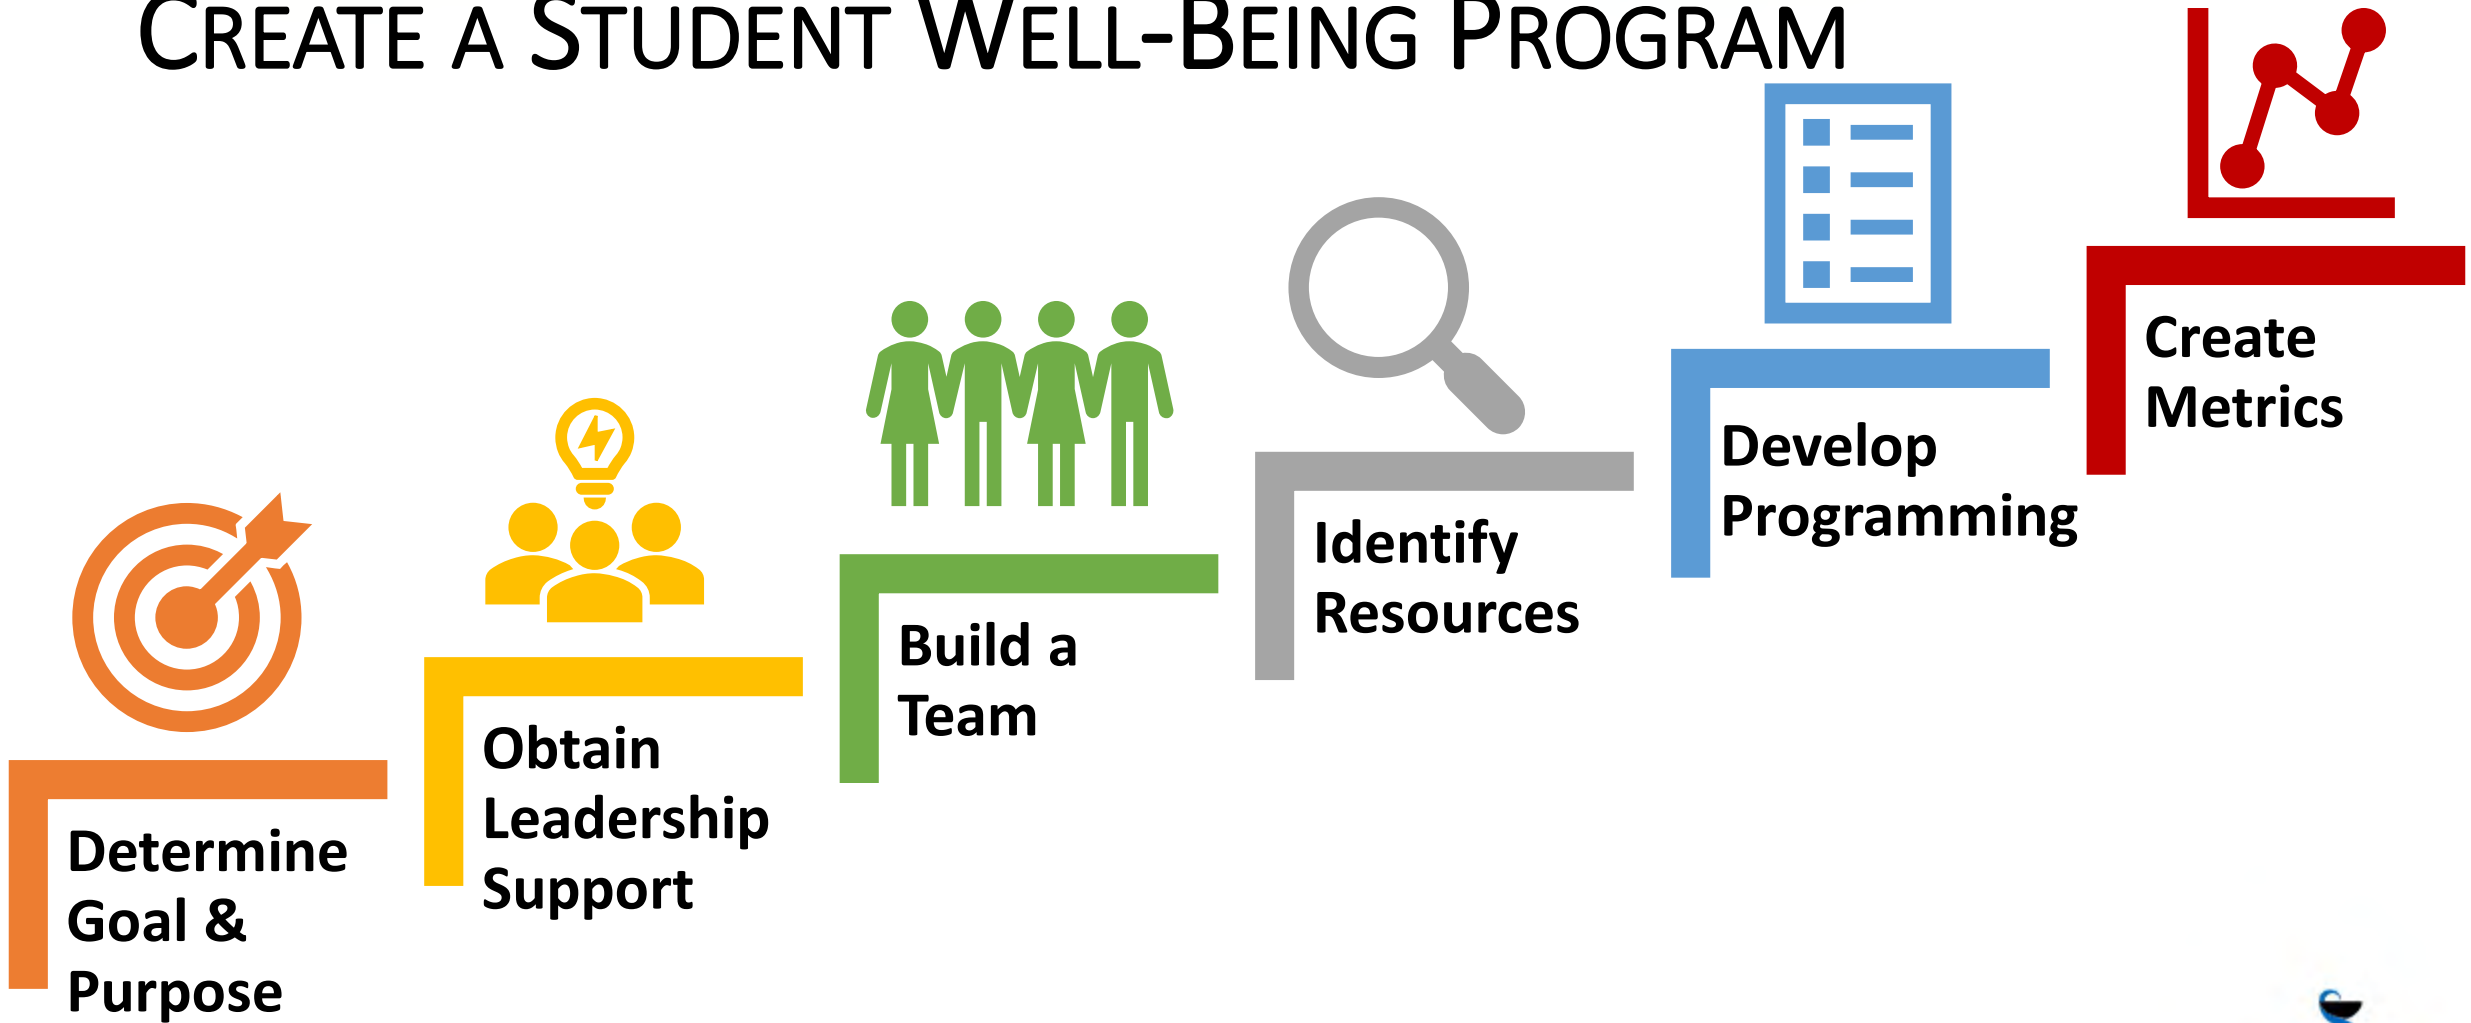 CREATE A STUDENT WELL-BEING PROGRAM
Determine
Goal &
Purpose
Obtain
Leadership
Support
Build a
Team
Identify
Resources
Develop
Programming
Create
Metrics